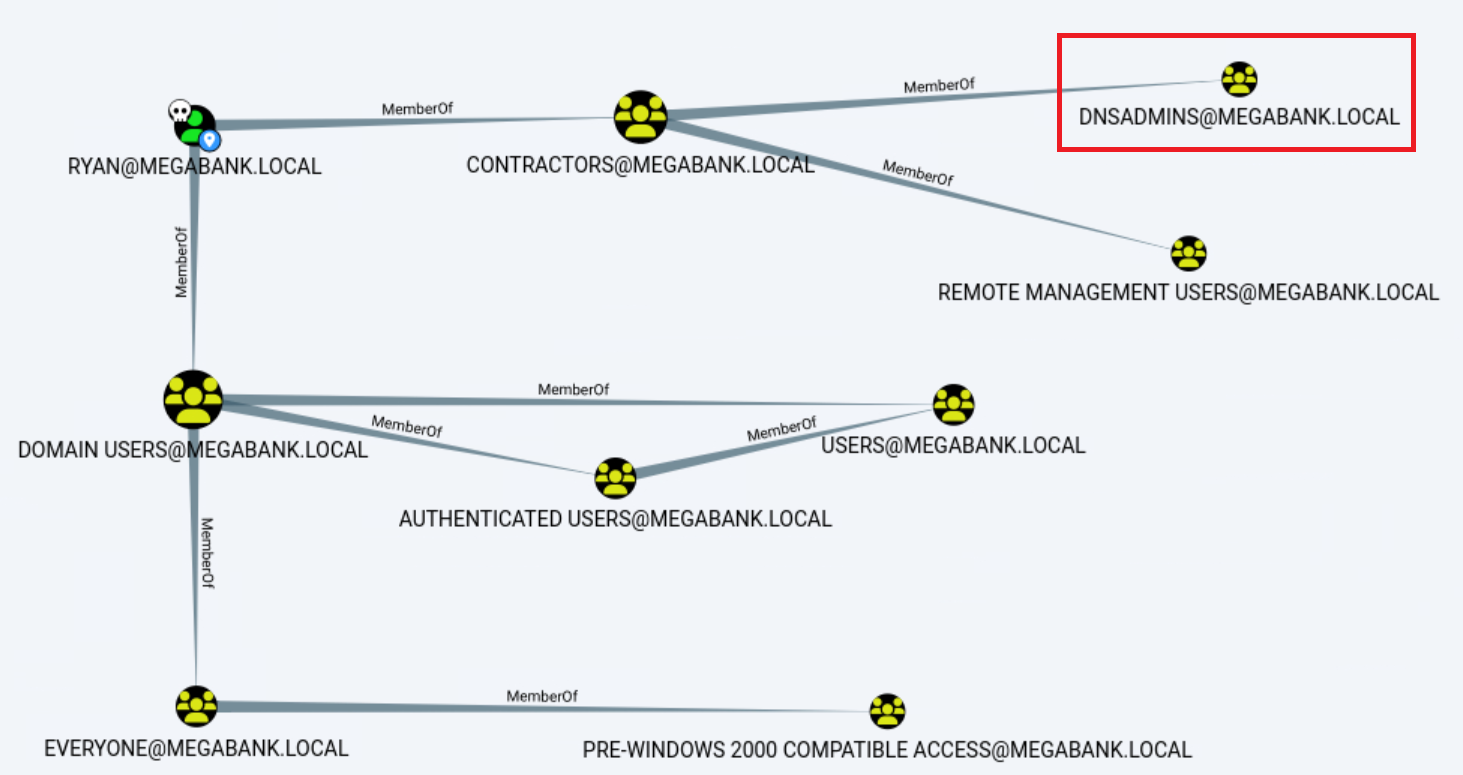 MemberOf
DNSADMINS@MEGABANK.LOCAL
MemberOf
RYAN@MEGABANK.LOCAL
CONTRACTORS@MEGABANK.LOCAL
MemberOf
MemberOf
REMOTE MANAGEMENT USERS@MEGABANK.LOCAL
MemberOf
MemberOf
MemberOf
DOMAIN USERS@MEGABANK.LOCAL
USERS@MEGABANK.LOCAL
AUTHENTICATED USERS@MEGABANK.LOCAL
MemberOf
MemberOf
EVERYONE@MEGABANK.LOCAL
PRE-WINDOWS 2000 COMPATIBLE ACCESS@MEGABANK.LOCAL